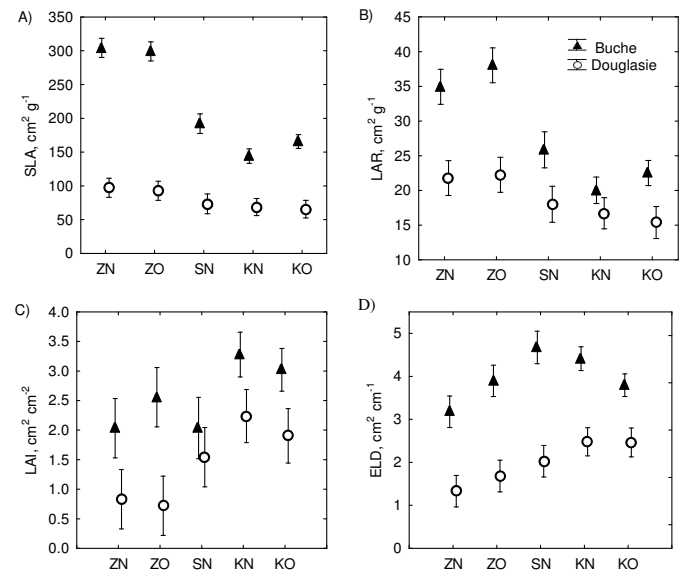 A)
SLA, cm² g⁻¹
350
300
250
200
150
100
50
0
ZN ZO SN KN KO
B)
LAR, cm² g⁻¹
45
40
35
30
25
20
15
10
Buche
Douglasie
ZN ZO SN KN KO
C)
LAI, cm² cm⁻²
4.0
3.5
3.0
2.5
2.0
1.5
1.0
0.5
0.0
ZN ZO SN KN KO
D)
ELD, cm² cm⁻¹
5
4
3
2
1
0
ZN ZO SN KN KO